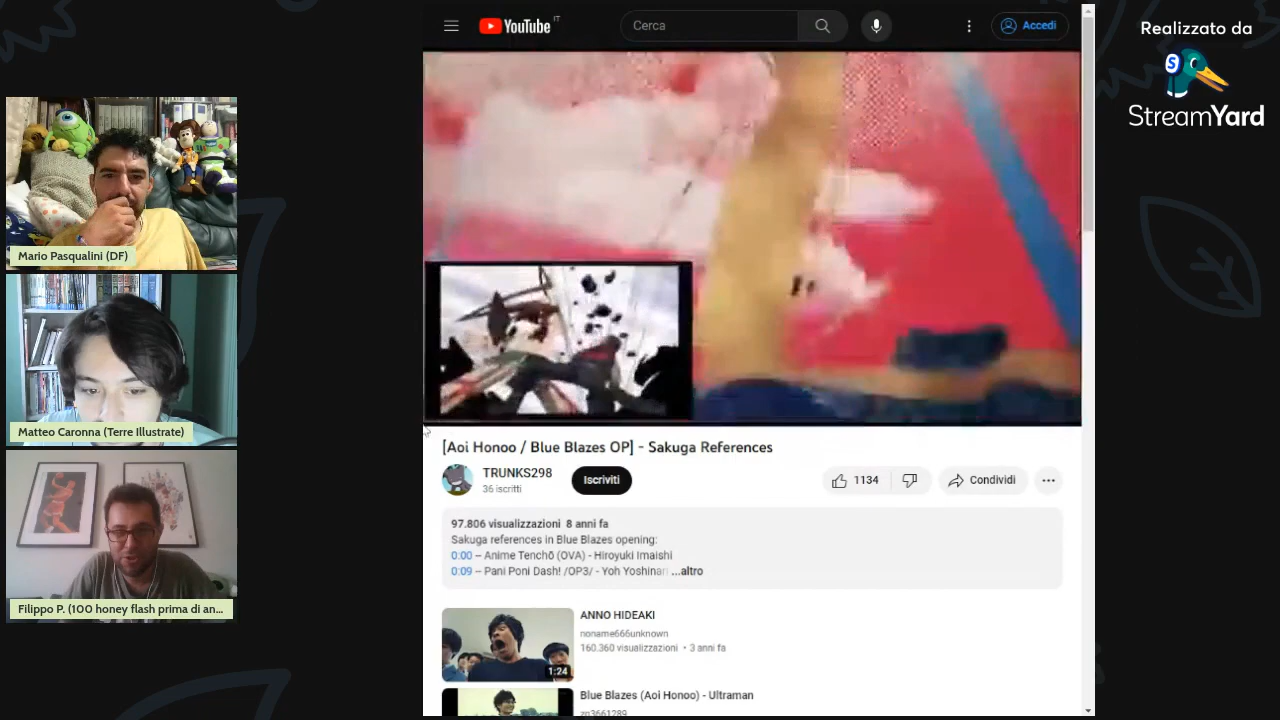 Realizzato da
StreamYard
YouTube IT
Cerca
Accedi
Mario Pasqualini (DF)
Matteo Caronna (Terre Illustrate)
Filippo P. (100 honey flash prima di an...
[Aoi Honoo / Blue Blazes OP] - Sakuga References
TRUNKS298
36 iscritti
Iscriviti
1134
Condividi
97.806 visualizzazioni 8 anni fa
Sakuga references in Blue Blazes opening:
0:00 – Anime Tenchō (OVA) - Hiroyuki Imaishi
0:09 – Pani Poni Dash! /OP3/ - Yoh Yoshinari ...altro
ANNO HIDEAKI
noname666unknown
160.360 visualizzazioni • 3 anni fa
1:24
Blue Blazes (Aoi Honoo) - Ultraman